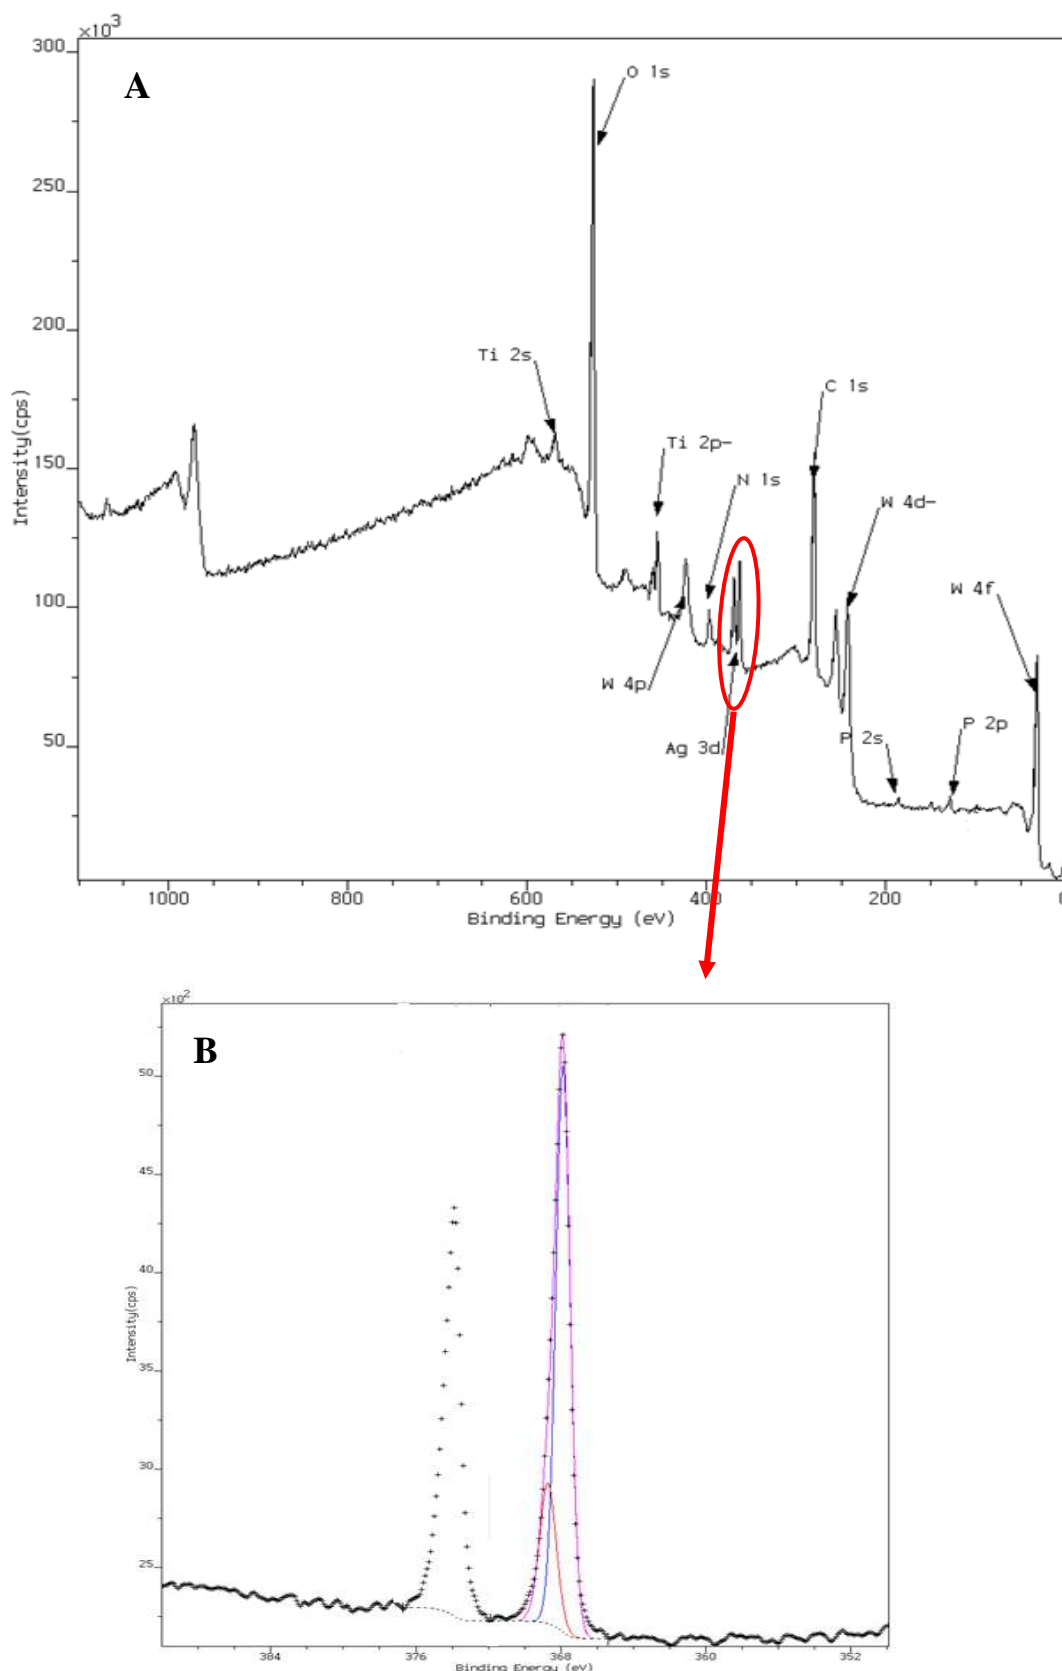 ×10³
300
A
O 1s
250
200
Ti 2s
C 1s
Intensity(cps)
150
Ti 2p-
N 1s
W 4d-
100
W 4f
W 4p
P 2p
50
Ag 3d
P 2s
1000
800
600
400
200
0
Binding Energy (eV)
×10²
B
50
45
40
Intensity(cps)
35
30
25
384
376
368
360
352
Binding Energy (eV)